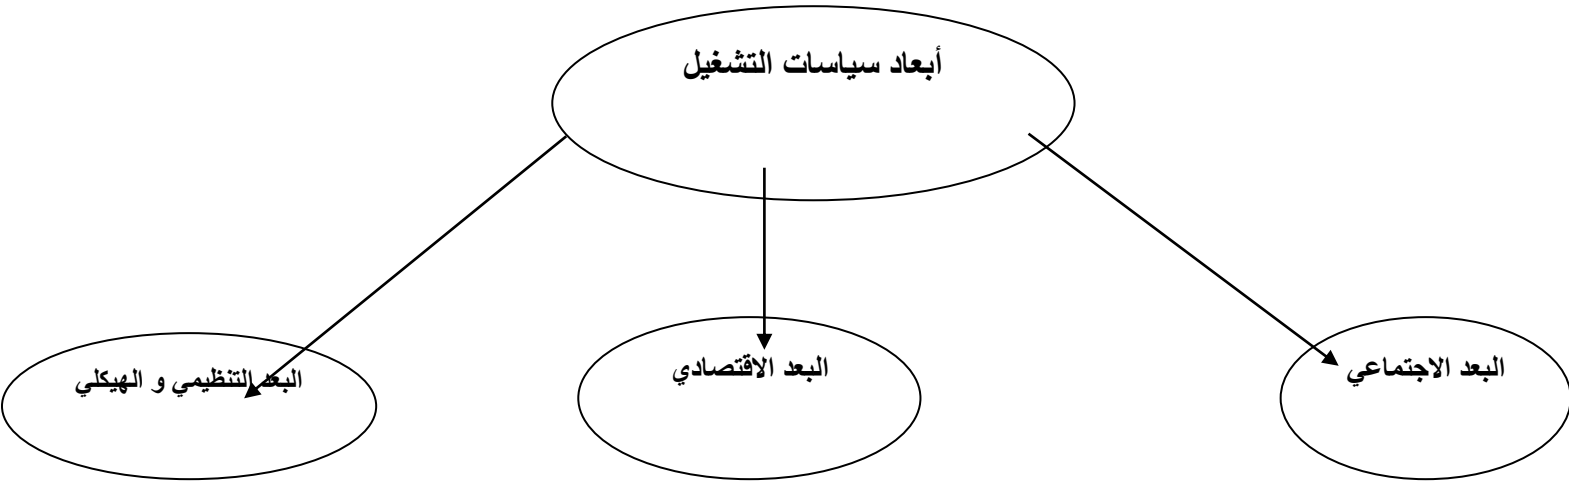 أبعاد سياسات التشغيل
البعد الاجتماعي
البعد الاقتصادي
البعد التنظيمي و الهيكلي